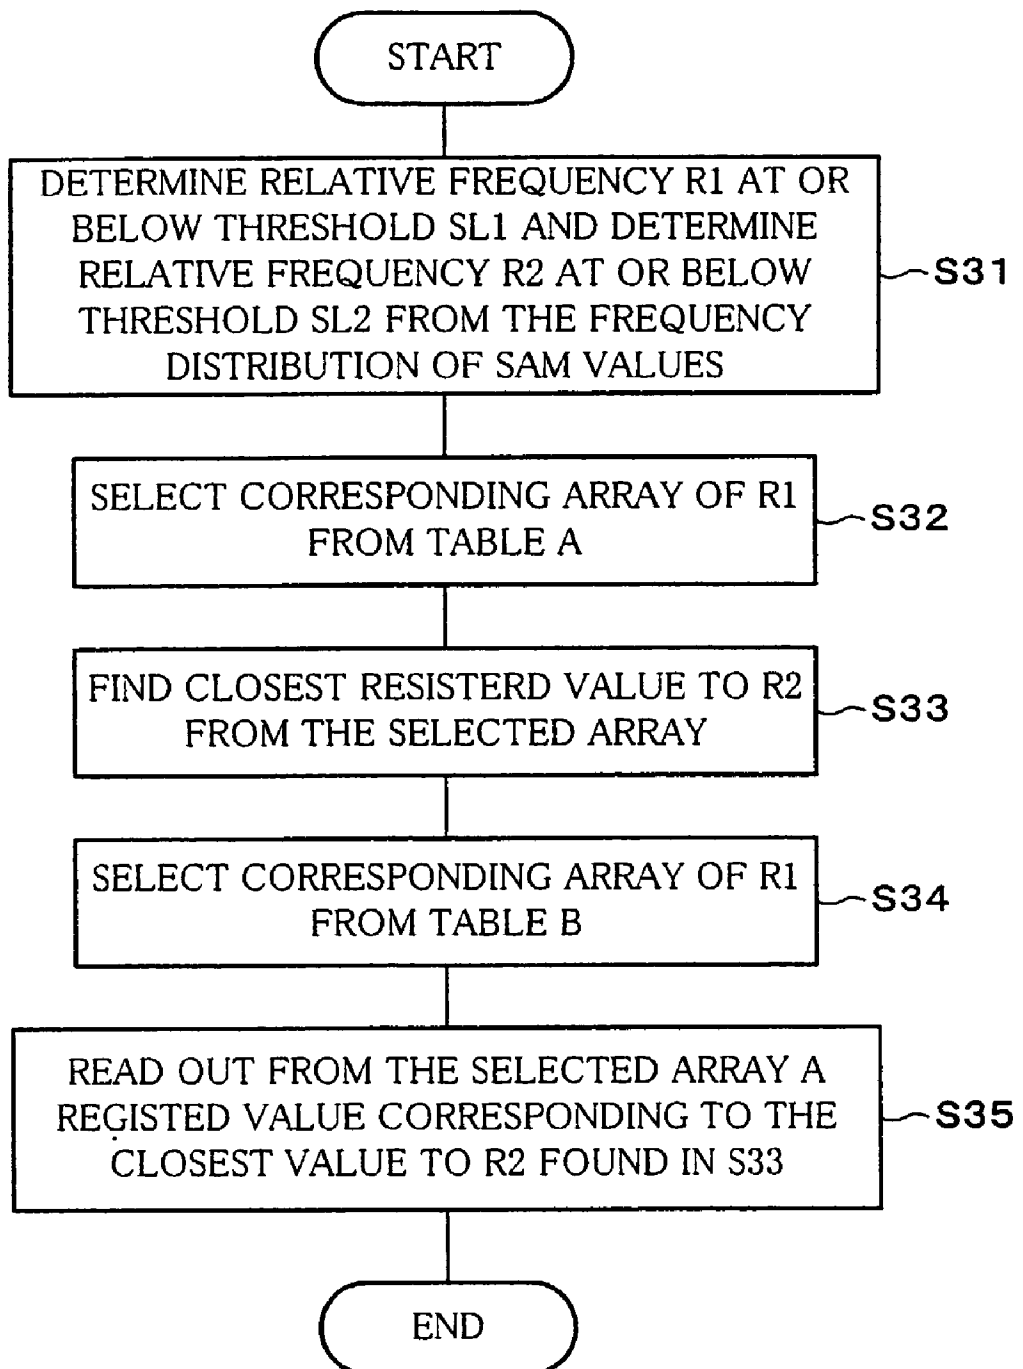 START
DETERMINE RELATIVE FREQUENCY R1 AT OR
BELOW THRESHOLD SL1 AND DETERMINE
RELATIVE FREQUENCY R2 AT OR BELOW
THRESHOLD SL2 FROM THE FREQUENCY
DISTRIBUTION OF SAM VALUES
S31
SELECT CORRESPONDING ARRAY OF R1
FROM TABLE A
S32
FIND CLOSEST RESISTERD VALUE TO R2
FROM THE SELECTED ARRAY
S33
SELECT CORRESPONDING ARRAY OF R1
FROM TABLE B
S34
READ OUT FROM THE SELECTED ARRAY A
REGISTED VALUE CORRESPONDING TO THE
CLOSEST VALUE TO R2 FOUND IN S33
S35
END